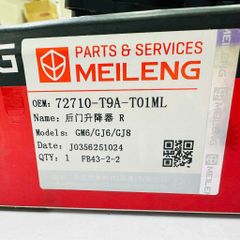 PARTS & SERVICES
MEILENG
OEM: 72710-T9A-T01ML
Name: 后门升降器 R
Models: GM6/GJ6/GJ8
Date: J0356251024
QTY: 1 FB43-2-2